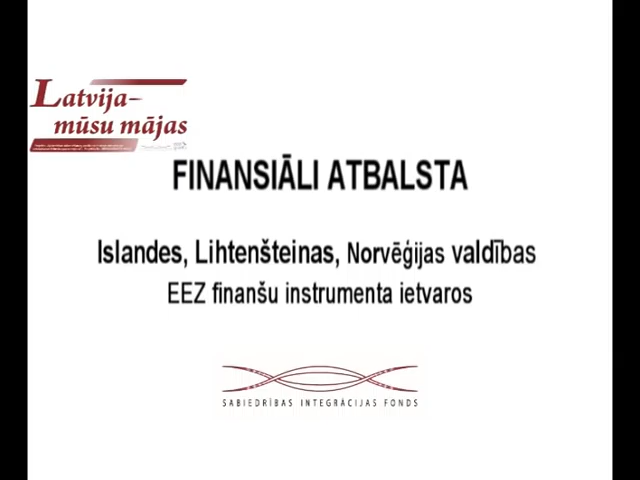 Latvija–
mūsu mājas
FINANSIĀLI ATBALSTA
Islandes, Lihtenšteinas, Norvēģijas valdības
EEZ finanšu instrumenta ietvaros
SABIEDRĪBAS INTEGRĀCIJAS FONDS